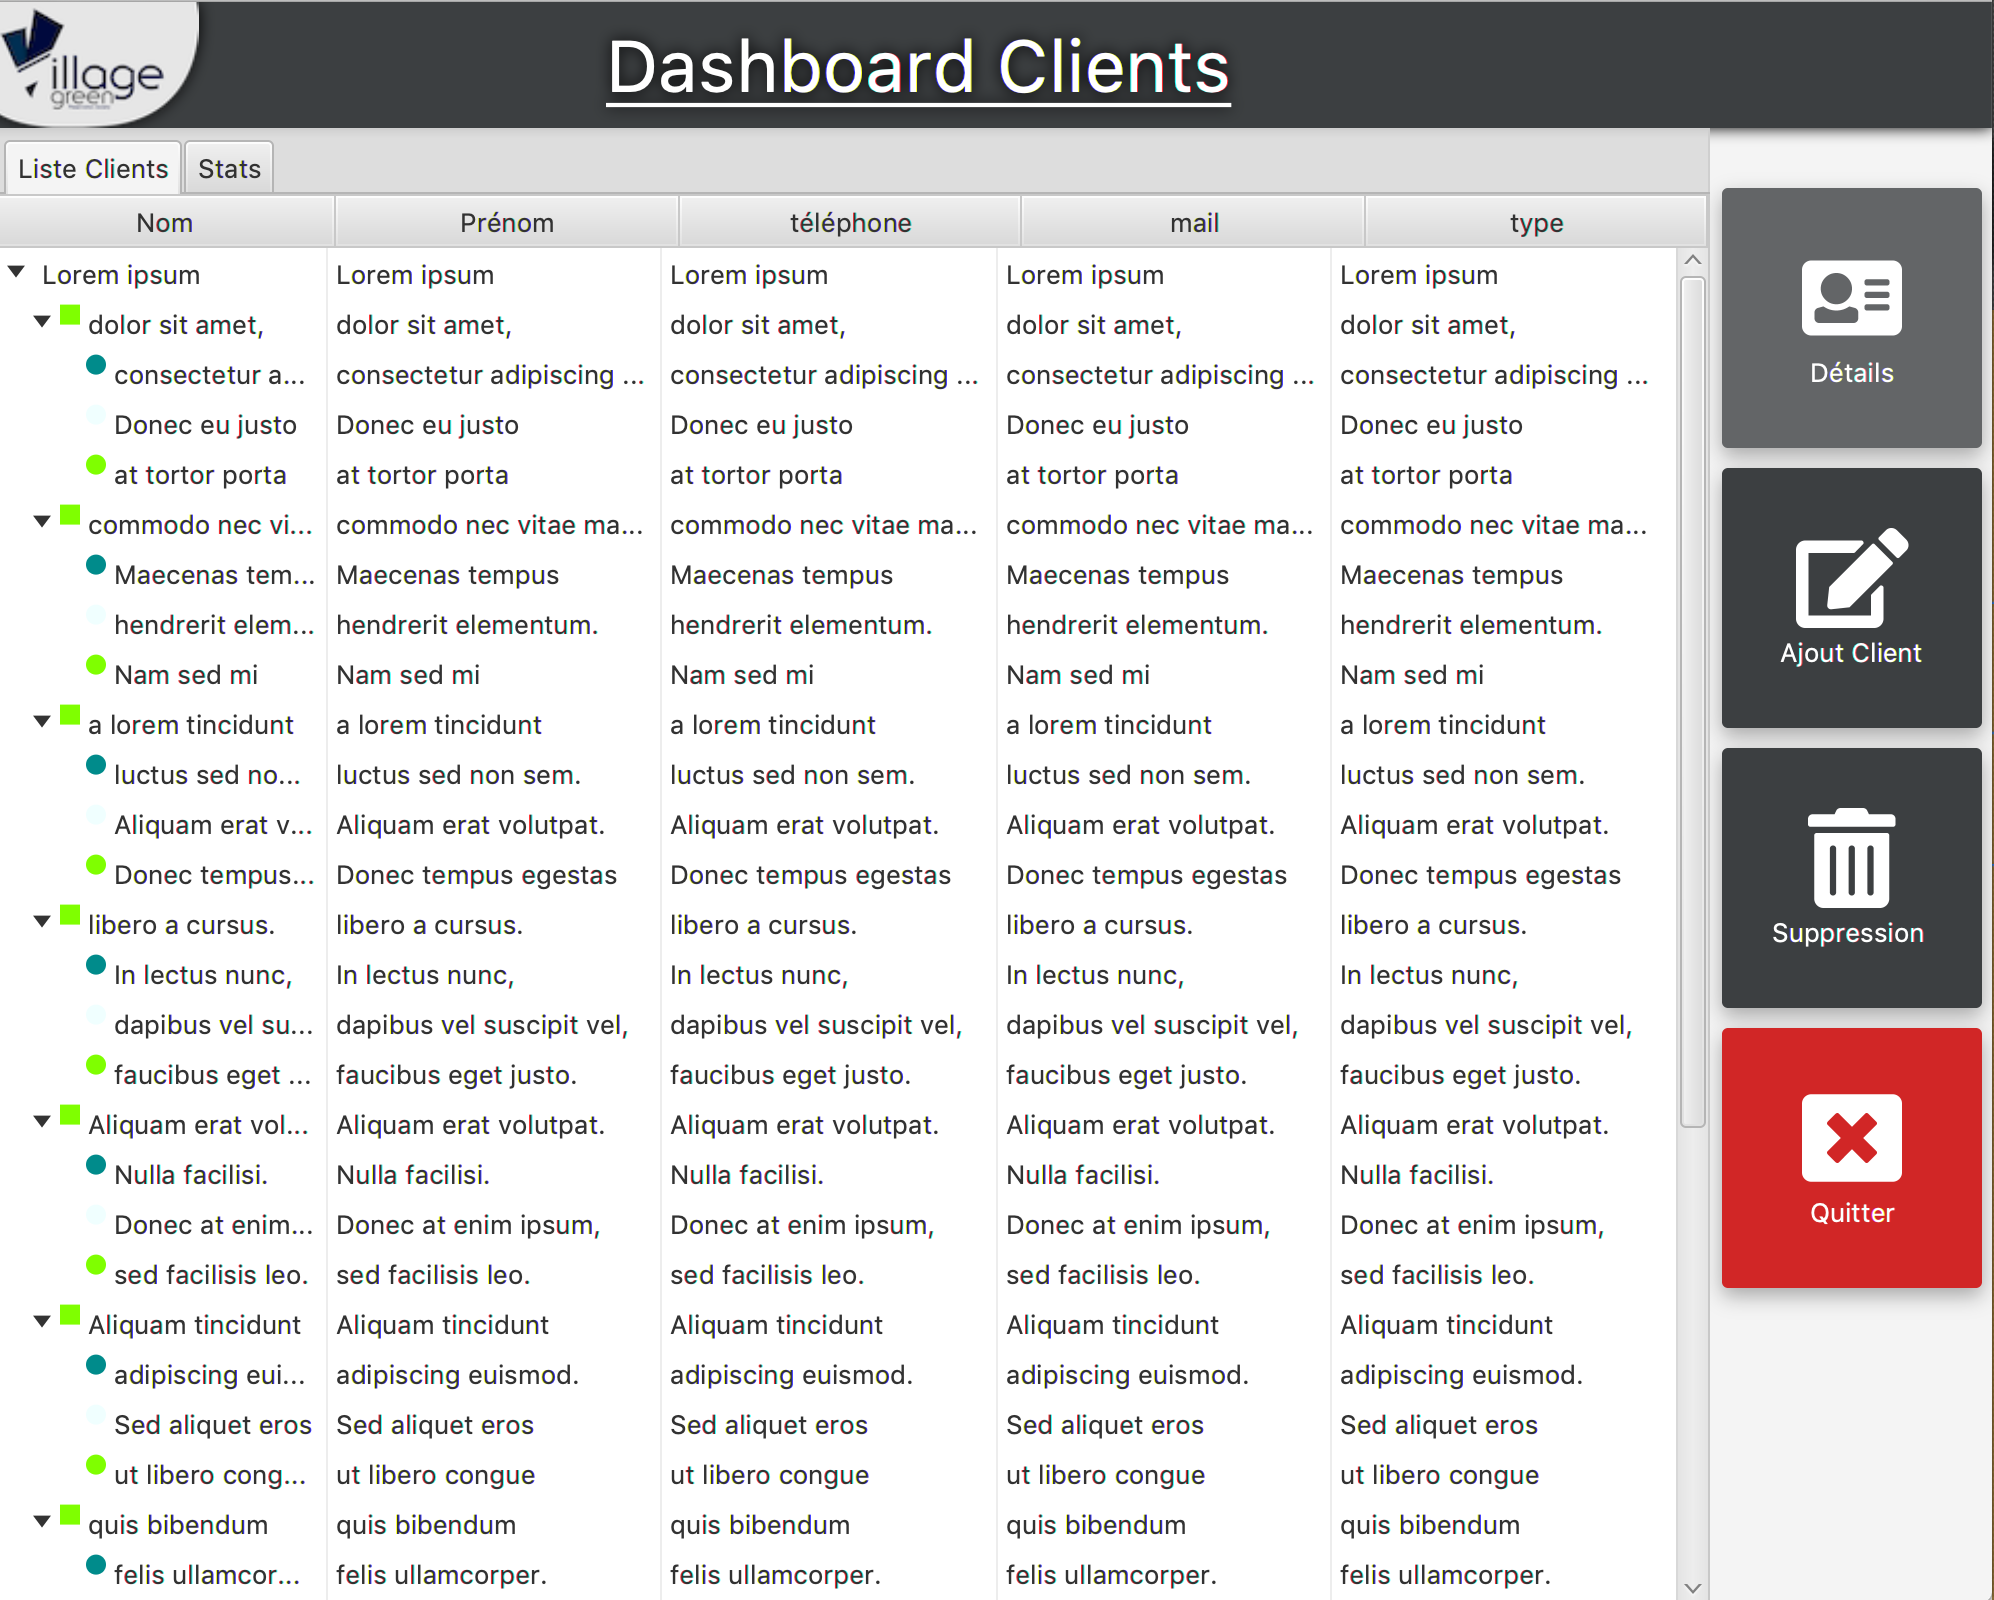 illage
green
Dashboard Clients
Liste Clients Stats
Nom Prénom téléphone mail type
Lorem ipsum Lorem ipsum Lorem ipsum Lorem ipsum Lorem ipsum
dolor sit amet, dolor sit amet, dolor sit amet, dolor sit amet, dolor sit amet,
consectetur a... consectetur adipiscing ... consectetur adipiscing ... consectetur adipiscing ... consectetur adipiscing ...
Donec eu justo Donec eu justo Donec eu justo Donec eu justo Donec eu justo
at tortor porta at tortor porta at tortor porta at tortor porta at tortor porta
commodo nec vi... commodo nec vitae ma... commodo nec vitae ma... commodo nec vitae ma... commodo nec vitae ma...
Maecenas tem... Maecenas tempus Maecenas tempus Maecenas tempus Maecenas tempus
hendrerit elem... hendrerit elementum. hendrerit elementum. hendrerit elementum. hendrerit elementum.
Nam sed mi Nam sed mi Nam sed mi Nam sed mi Nam sed mi
a lorem tincidunt a lorem tincidunt a lorem tincidunt a lorem tincidunt a lorem tincidunt
luctus sed no... luctus sed non sem. luctus sed non sem. luctus sed non sem. luctus sed non sem.
Aliquam erat v... Aliquam erat volutpat. Aliquam erat volutpat. Aliquam erat volutpat. Aliquam erat volutpat.
Donec tempus... Donec tempus egestas Donec tempus egestas Donec tempus egestas Donec tempus egestas
libero a cursus. libero a cursus. libero a cursus. libero a cursus. libero a cursus.
In lectus nunc, In lectus nunc, In lectus nunc, In lectus nunc, In lectus nunc,
dapibus vel su... dapibus vel suscipit vel, dapibus vel suscipit vel, dapibus vel suscipit vel, dapibus vel suscipit vel,
faucibus eget ... faucibus eget justo. faucibus eget justo. faucibus eget justo. faucibus eget justo.
Aliquam erat vol... Aliquam erat volutpat. Aliquam erat volutpat. Aliquam erat volutpat. Aliquam erat volutpat.
Nulla facilisi. Nulla facilisi. Nulla facilisi. Nulla facilisi. Nulla facilisi.
Donec at enim... Donec at enim ipsum, Donec at enim ipsum, Donec at enim ipsum, Donec at enim ipsum,
sed facilisis leo. sed facilisis leo. sed facilisis leo. sed facilisis leo. sed facilisis leo.
Aliquam tincidunt Aliquam tincidunt Aliquam tincidunt Aliquam tincidunt Aliquam tincidunt
adipiscing eui... adipiscing euismod. adipiscing euismod. adipiscing euismod. adipiscing euismod.
Sed aliquet eros Sed aliquet eros Sed aliquet eros Sed aliquet eros Sed aliquet eros
ut libero cong... ut libero congue ut libero congue ut libero congue ut libero congue
quis bibendum quis bibendum quis bibendum quis bibendum quis bibendum
felis ullamcor... felis ullamcorper. felis ullamcorper. felis ullamcorper. felis ullamcorper.
Détails
Ajout Client
Suppression
Quitter